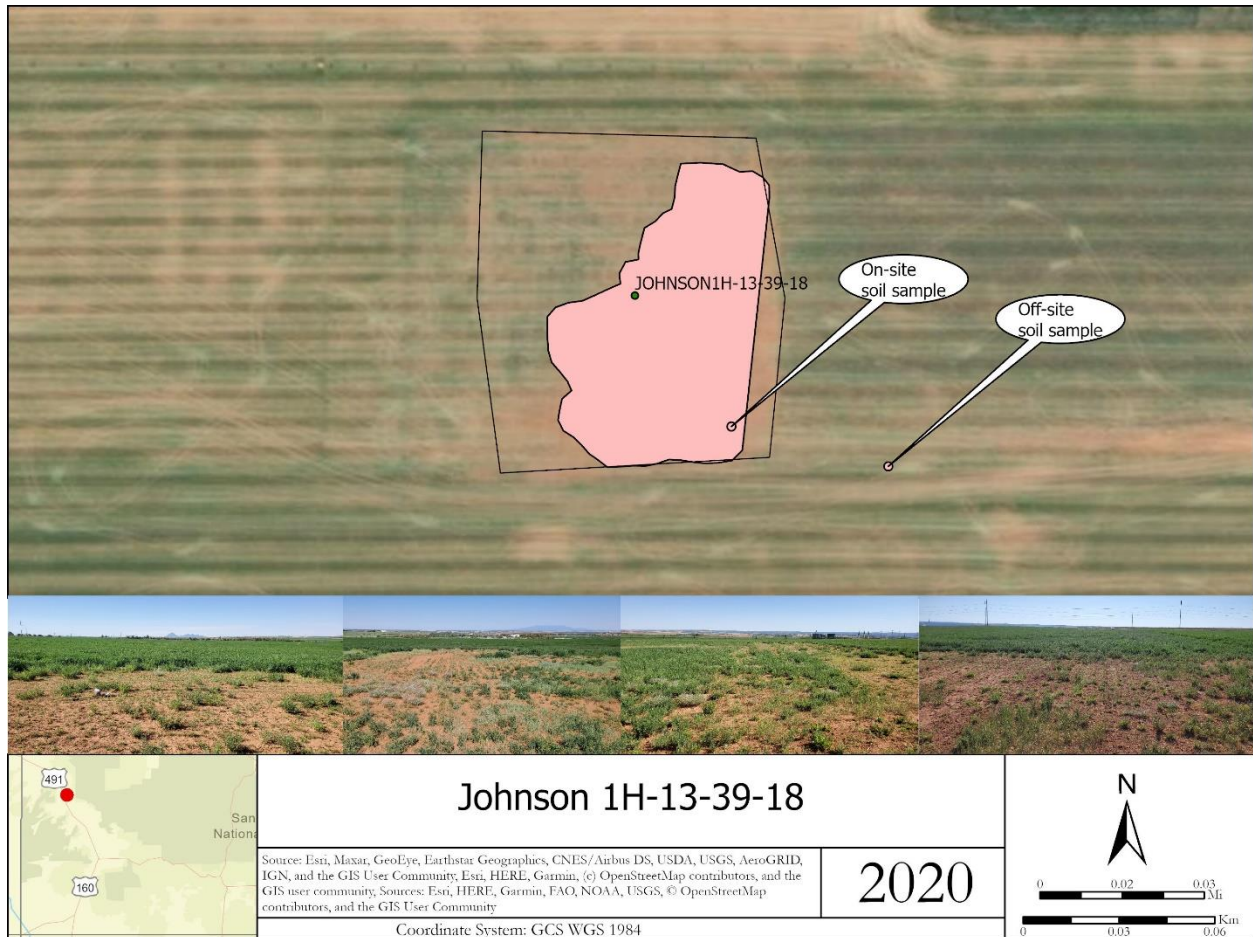 JOHNSON1H-13-39-18
On-site
soil sample
Off-site
soil sample
491
San
Nationa
160
Johnson 1H-13-39-18
Source: Esri, Maxar, GeoEye, Earthstar Geographics, CNES/Airbus DS, USDA, USGS, AeroGRID,
IGN, and the GIS User Community, Esri, HERE, Garmin, (c) OpenStreetMap contributors, and the
GIS user community, Sources: Esri, HERE, Garmin, FAO, NOAA, USGS, © OpenStreetMap
contributors, and the GIS User Community
Coordinate System: GCS WGS 1984
2020
N
0 0.02 0.03
Mi
Km
0 0.03 0.06